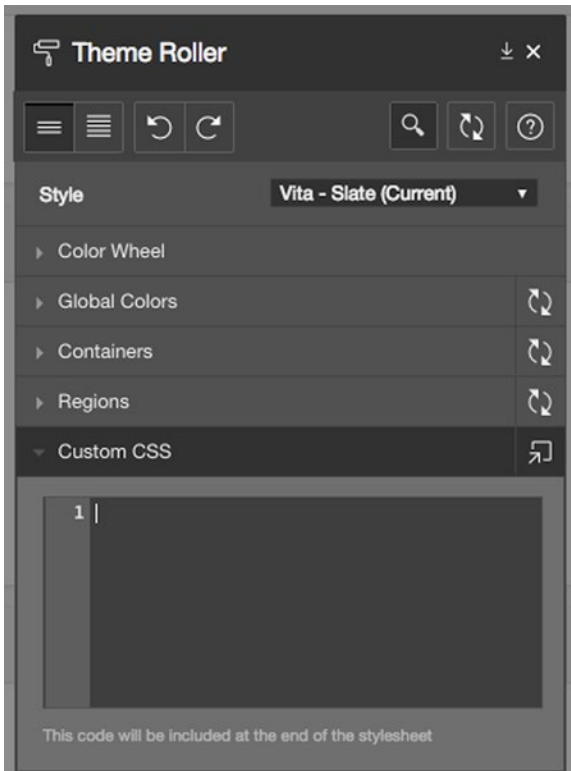 Theme Roller
Style Vita - Slate (Current)
Color Wheel
Global Colors
Containers
Regions
Custom CSS
1
This code will be included at the end of the stylesheet